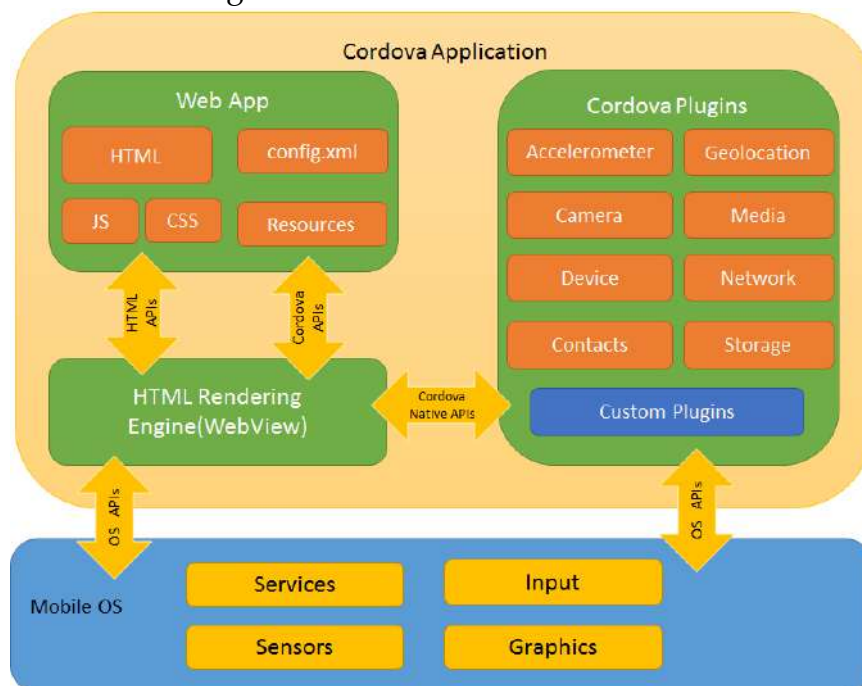 Cordova Application
Web App
HTML
config.xml
JS
CSS
Resources
HTML
APIs
Cordova
APIs
HTML Rendering
Engine(WebView)
Cordova
Native APIs
Cordova Plugins
Accelerometer
Geolocation
Camera
Media
Device
Network
Contacts
Storage
Custom Plugins
OS APIs
OS APIs
Mobile OS
Services
Input
Sensors
Graphics